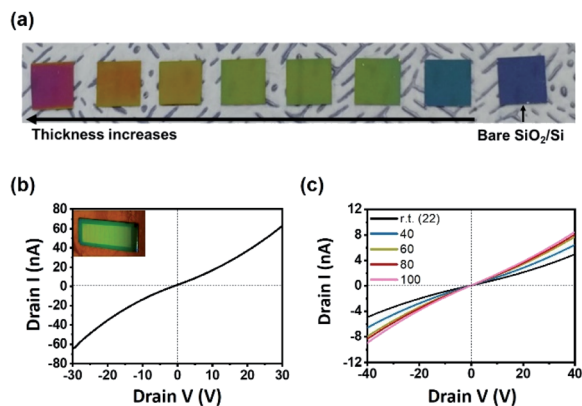 (a)
Thickness increases
Bare SiO₂/Si
(b)
80
60
40
20
0
-20
-40
-60
-80
Drain I (nA)
-30 -20 -10 0 10 20 30
Drain V (V)
(c)
12
8
4
0
-4
-8
-12
Drain I (nA)
r.t. (22)
40
60
80
100
-40 -20 0 20 40
Drain V (V)